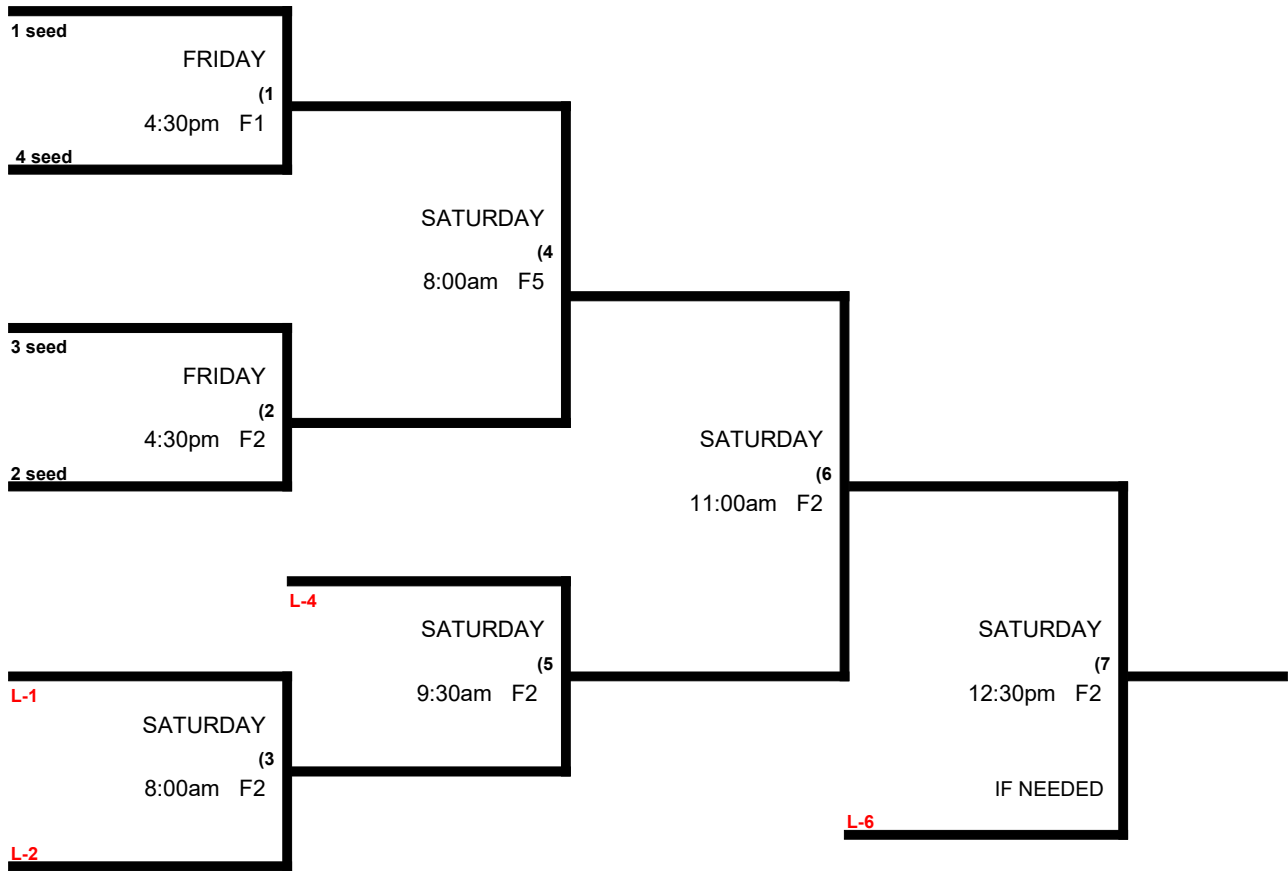 1 seed
FRIDAY
(1
4:30pm F1
4 seed
SATURDAY
(4
8:00am F5
3 seed
FRIDAY
(2
4:30pm F2
2 seed
SATURDAY
(6
11:00am F2
L-4
SATURDAY
(5
9:30am F2
SATURDAY
(7
12:30pm F2
IF NEEDED
L-6
L-1
SATURDAY
(3
8:00am F2
L-2